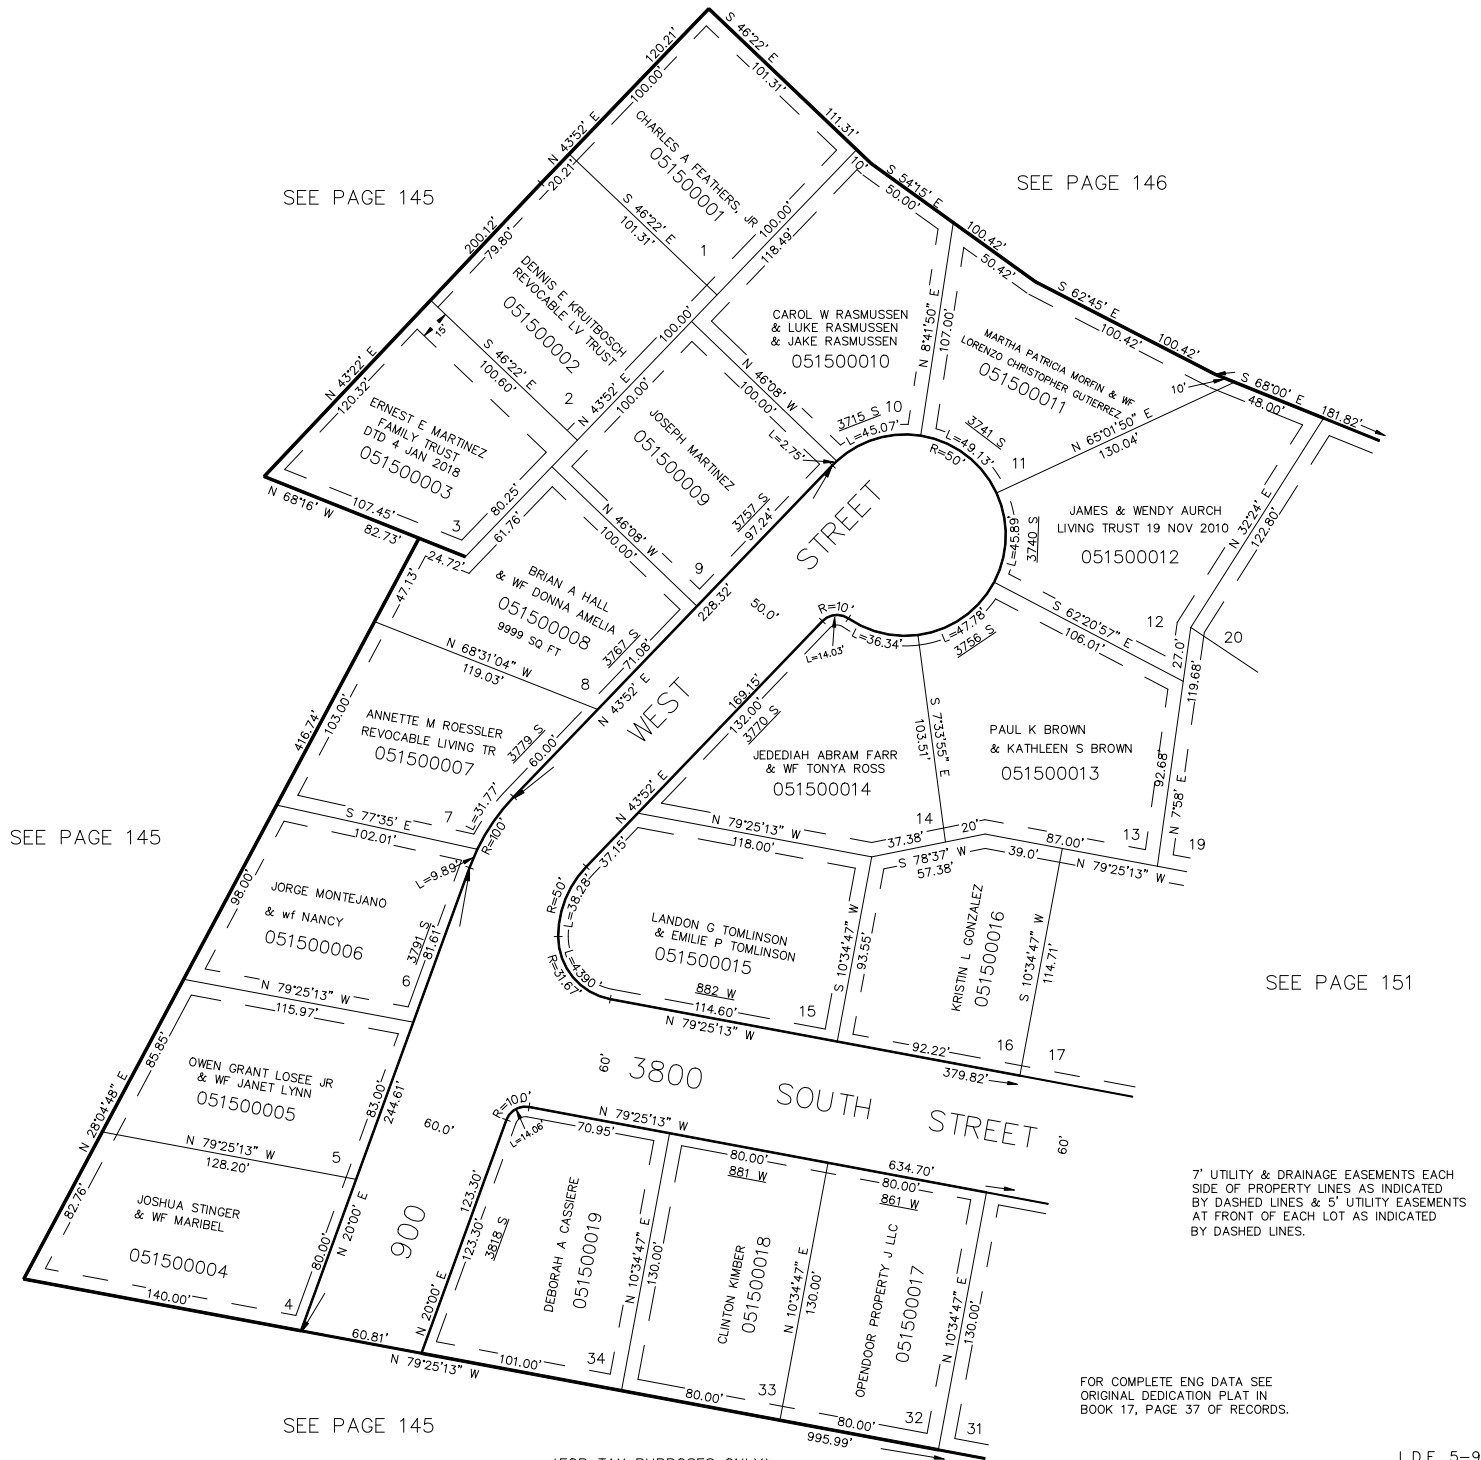 S 46°22' E
101.31'
111.31'
120.21'
100.00'
N 43°52' E
20.21'
CHARLES A FEATHERS, JR
051500001
1
S 46°22' E
101.31'
100.00'
118.49'
10'
S 54°15' E
50.00'
100.42'
50.42'
SEE PAGE 145
SEE PAGE 146
200.12'
79.80'
DENNIS E KRUITBOSCH
REVOCABLE LV TRUST
051500002
2
100.00'
15'
S 46°22' E
100.60'
N 43°52' E
100.00'
N 43°22' E
120.32'
ERNEST E MARTINEZ
FAMILY TRUST
DTD 4 JAN 2018
051500003
3
80.25'
61.76'
N 68°16' W
107.45'
82.73'
24.72'
CAROL W RASMUSSEN
& LUKE RASMUSSEN
& JAKE RASMUSSEN
051500010
10
N 46°08' W
100.00'
L=2.75'
3715 S
L=45.07'
N 8°41'50" E
107.00'
S 62°45' E
100.42'
100.42'
MARTHA PATRICIA MORFIN & WF
LORENZO CHRISTOPHER GUTIERREZ
051500011
11
3741 S
L=49.13'
R=50'
10'
S 68°00' E
48.00'
181.82'
N 65°01'50" E
130.04'
JOSEPH MARTINEZ
051500009
9
3757 S
97.24'
N 46°08' W
100.00'
JAMES & WENDY AURCH
LIVING TRUST 19 NOV 2010
051500012
12
L=45.89'
3740 S
N 32°24' E
122.80'
20
27.0'
119.68'
S 62°20'57" E
106.01'
BRIAN A HALL
& WF DONNA AMELIA
051500008
9999 SQ FT
8
3767 S
71.08'
228.32'
N 43°52' E
47.13'
N 68°31'04" W
119.03'
STREET
WEST
50.0'
R=10'
L=14.03'
L=36.34'
L=47.78'
3756 S
169.15'
132.00'
3770 S
N 43°52' E
ANNETTE M ROESSLER
REVOCABLE LIVING TR
051500007
7
3779 S
60.00'
L=31.77'
R=100'
416.74'
103.00'
S 77°35' E
102.01'
L=9.89'
JEDEDIAH ABRAM FARR
& WF TONYA ROSS
051500014
14
S 7°33'55" E
103.51'
PAUL K BROWN
& KATHLEEN S BROWN
051500013
13
92.68'
N 7°58' E
19
N 79°25'13" W
118.00'
37.38'
20'
S 78°37' W
57.38'
87.00'
39.0'
N 79°25'13" W
SEE PAGE 145
JORGE MONTEJANO
& wf NANCY
051500006
6
3791 S
81.61'
98.00'
N 79°25'13" W
115.97'
37.15'
R=50'
L=38.28'
L=4390'
R=31.67'
LANDON G TOMLINSON
& EMILIE P TOMLINSON
051500015
882 W
114.60'
15
N 79°25'13" W
S 10°34'47" W
93.55'
KRISTIN L GONZALEZ
051500016
16
S 10°34'47" W
114.71'
17
92.22'
379.82'
SEE PAGE 151
85.85'
OWEN GRANT LOSEE JR
& WF JANET LYNN
051500005
5
83.00'
244.61'
N 28°04'48" E
N 79°25'13" W
128.20'
60'
3800 SOUTH STREET
60'
60.0'
R=10.0'
L=14.06'
N 79°25'13" W
70.95'
80.00'
881 W
634.70'
80.00'
861 W
82.76'
JOSHUA STINGER
& WF MARIBEL
051500004
4
80.00'
N 20°00' E
140.00'
900
123.30'
123.30'
3818 S
N 20°00' E
60.81'
N 79°25'13" W
DEBORAH A CASSIERE
051500019
34
101.00'
N 10°34'47" E
130.00'
CLINTON KIMBER
051500018
33
80.00'
N 10°34'47" E
130.00'
OPENDOOR PROPERTY J LLC
051500017
32
80.00'
N 10°34'47" E
130.00'
31
995.99'
7' UTILITY & DRAINAGE EASEMENTS EACH
SIDE OF PROPERTY LINES AS INDICATED
BY DASHED LINES & 5' UTILITY EASEMENTS
AT FRONT OF EACH LOT AS INDICATED
BY DASHED LINES.
FOR COMPLETE ENG DATA SEE
ORIGINAL DEDICATION PLAT IN
BOOK 17, PAGE 37 OF RECORDS.
SEE PAGE 145